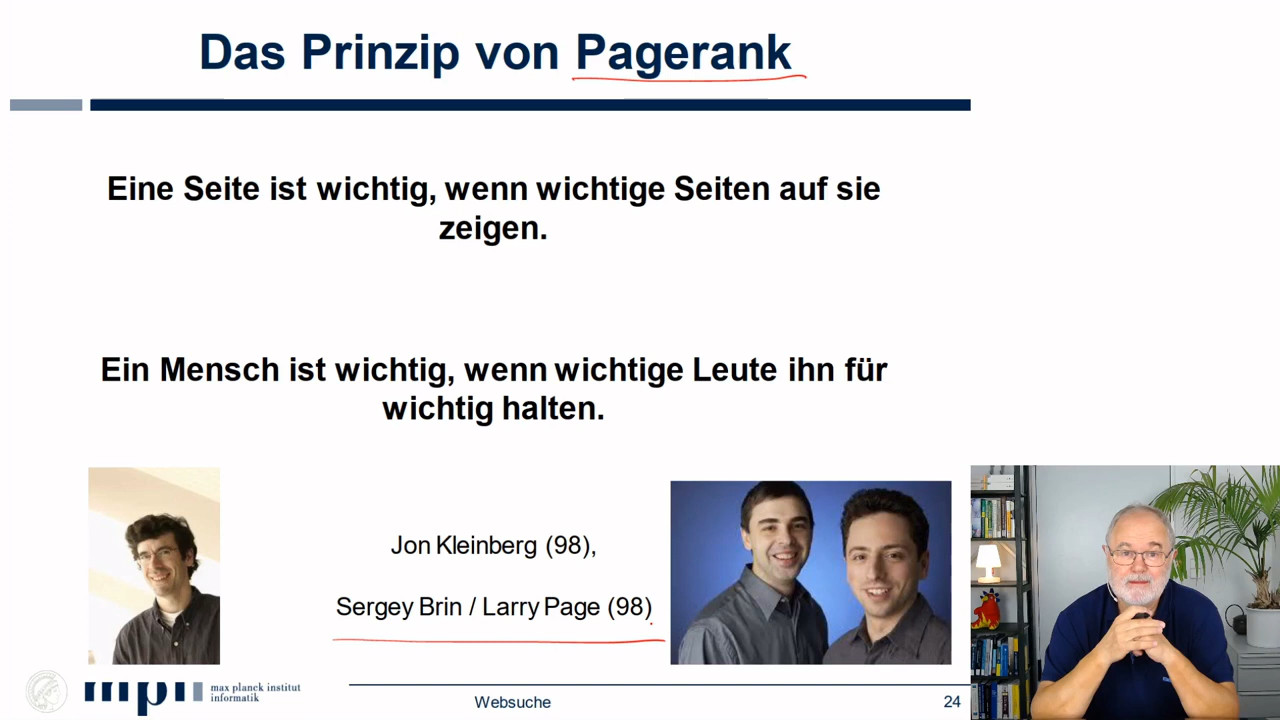 Das Prinzip von Pagerank
Eine Seite ist wichtig, wenn wichtige Seiten auf sie
zeigen.
Ein Mensch ist wichtig, wenn wichtige Leute ihn für
wichtig halten.
Jon Kleinberg (98),
Sergey Brin / Larry Page (98)
max planck institut
informatik
Websuche
24